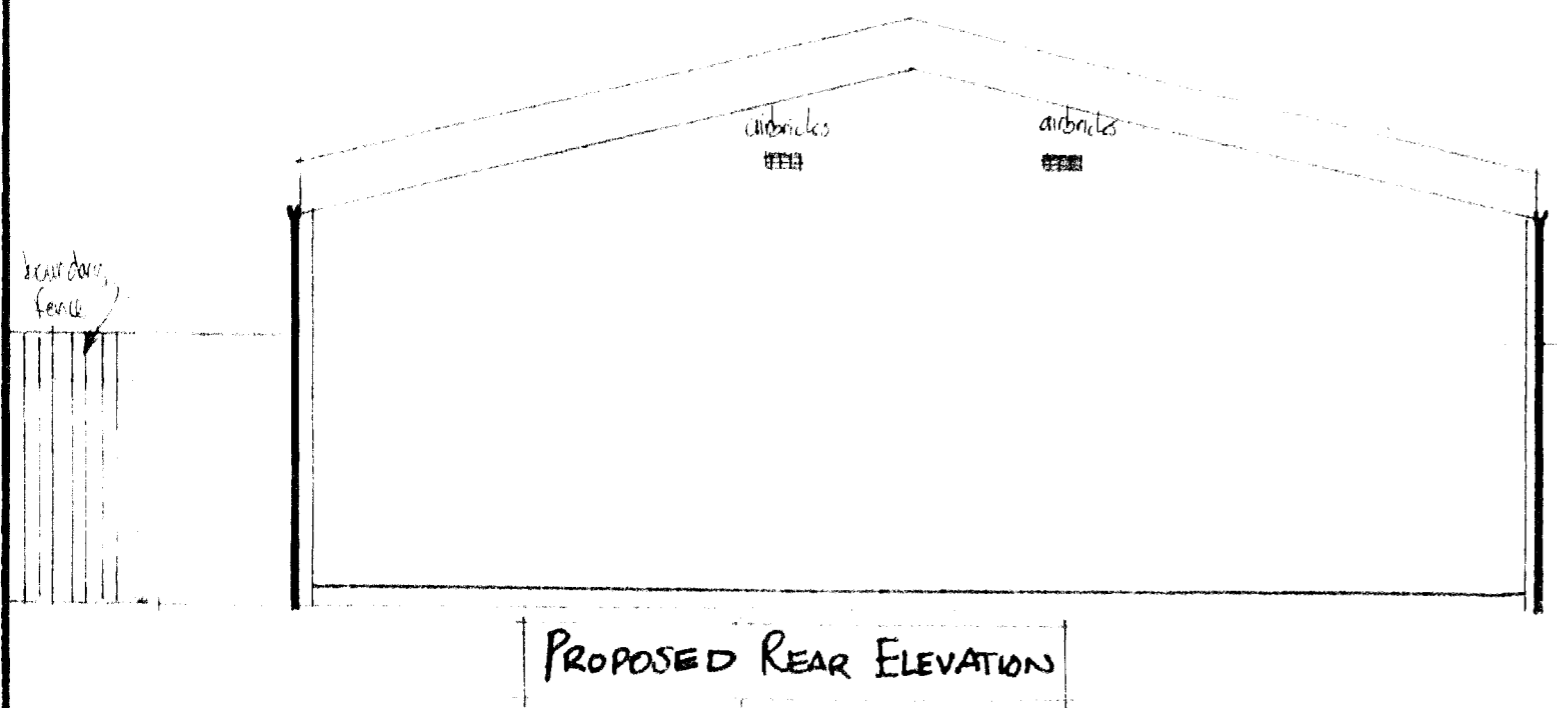 airbricks
airbricks
boundary
fence
PROPOSED REAR ELEVATION